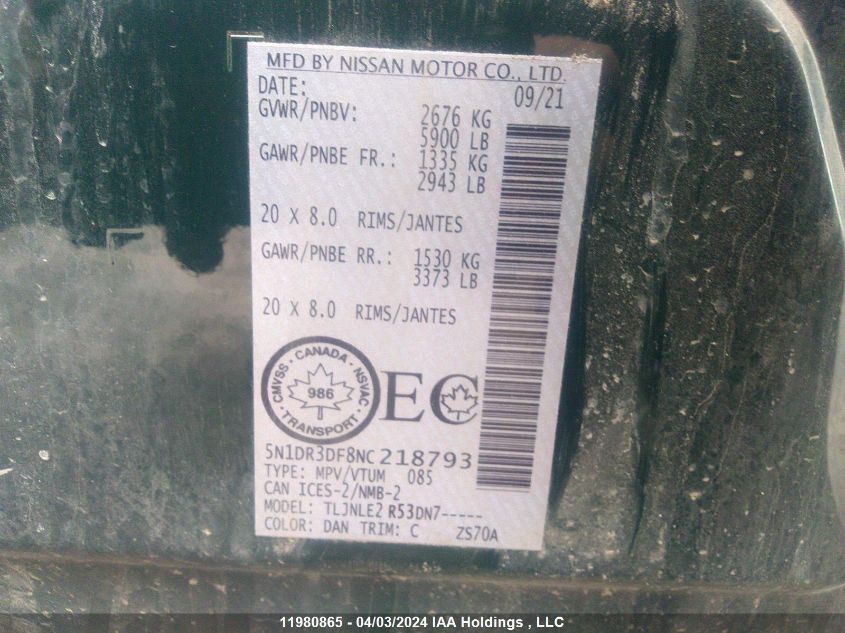 MFD BY NISSAN MOTOR CO., LTD.
DATE: 09/21
GVWR/PNBV: 2676 KG
5900 LB
GAWR/PNBE FR.: 1335 KG
2943 LB
20 X 8.0 RIMS/JANTES
GAWR/PNBE RR.: 1530 KG
3373 LB
20 X 8.0 RIMS/JANTES
CMVSS · CANADA · NSVAC
986
· TRANSPORT ·
EC
5N1DR3DF8NC218793
TYPE: MPV/VTUM 085
CAN ICES-2/NMB-2
MODEL: TLJNLE2 R53DN7-----
COLOR: DAN TRIM: C ZS70A
11980865 - 04/03/2024 IAA Holdings , LLC